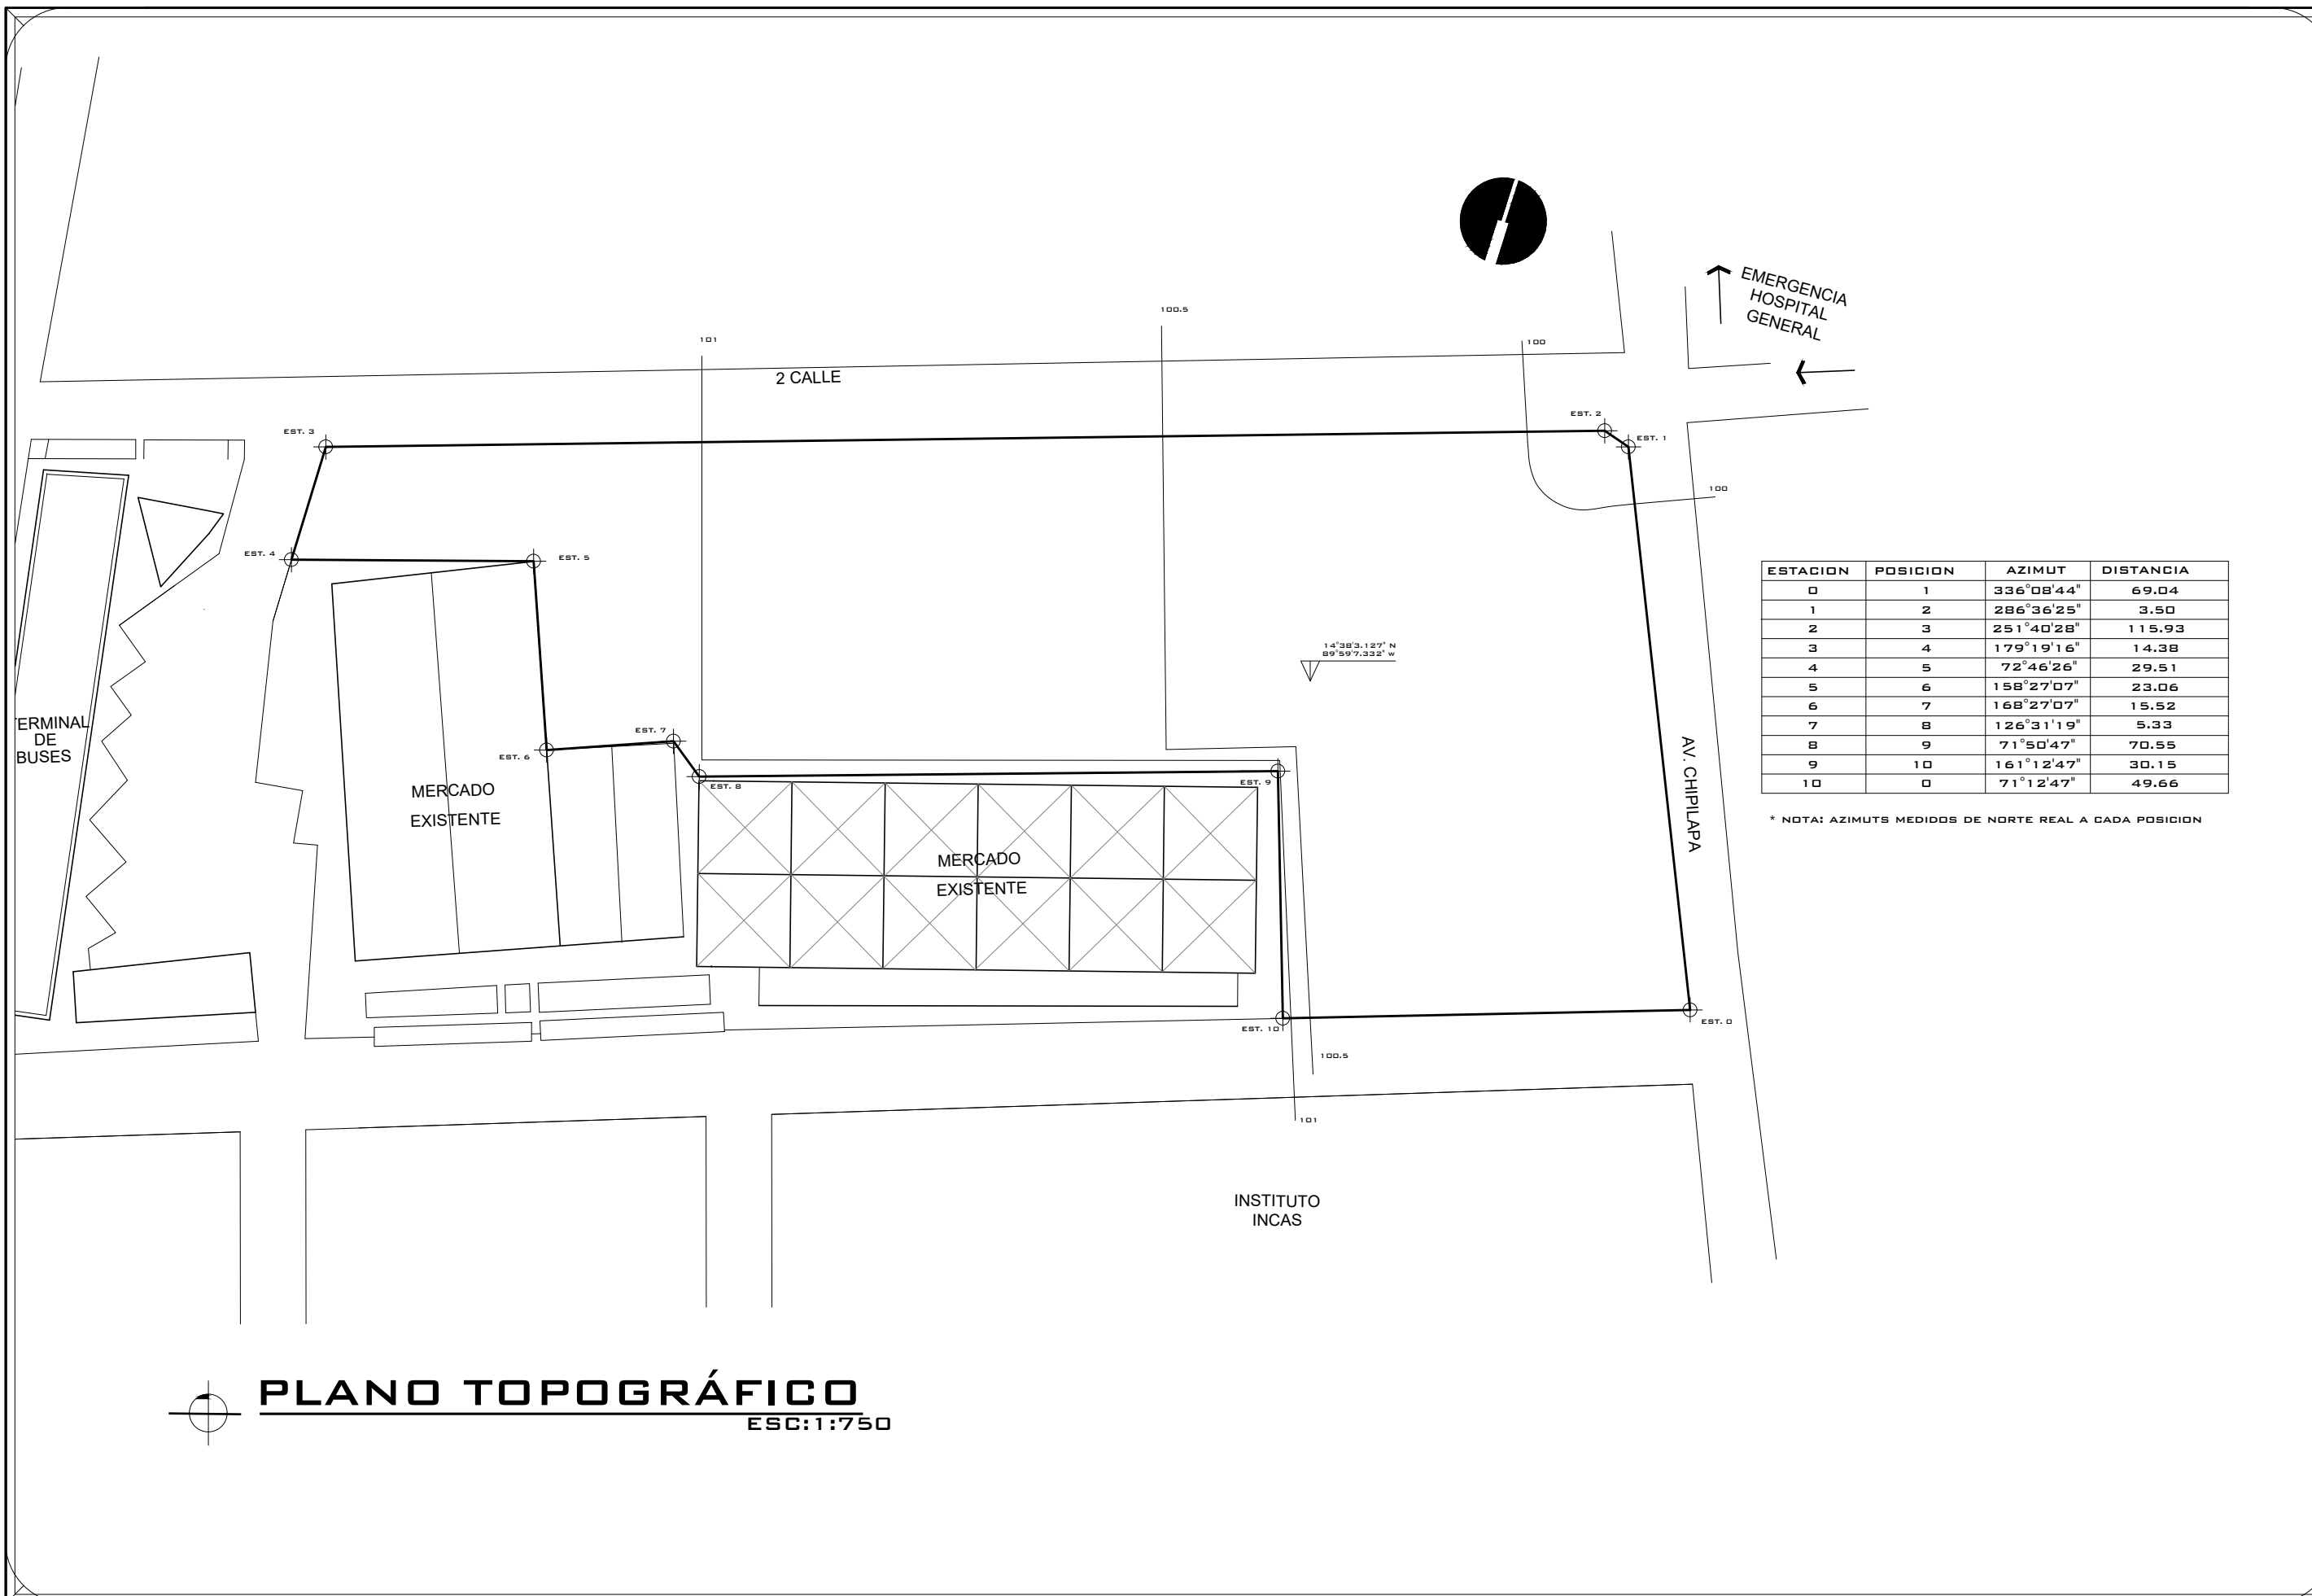 EMERGENCIA
HOSPITAL
GENERAL
100.5
101
100
2 CALLE
EST. 2
EST. 3
EST. 1
100
EST. 4
EST. 5
ESTACION POSICION AZIMUT DISTANCIA
0 1 336°08'44" 69.04
1 2 286°36'25" 3.50
2 3 251°40'28" 115.93
3 4 179°19'16" 14.38
4 5 72°46'26" 29.51
5 6 158°27'07" 23.06
6 7 168°27'07" 15.52
7 8 126°31'19" 5.33
8 9 71°50'47" 70.55
9 10 161°12'47" 30.15
10 0 71°12'47" 49.66
* NOTA: AZIMUTS MEDIDOS DE NORTE REAL A CADA POSICION
14°38'3.127" N
89°59'7.332" W
TERMINAL
DE
BUSES
EST. 7
EST. 6
EST. 8
EST. 9
AV. CHIPILAPA
MERCADO
EXISTENTE
MERCADO
EXISTENTE
EST. 10
EST. 0
100.5
101
INSTITUTO
INCAS
PLANO TOPOGRÁFICO
ESC:1:750